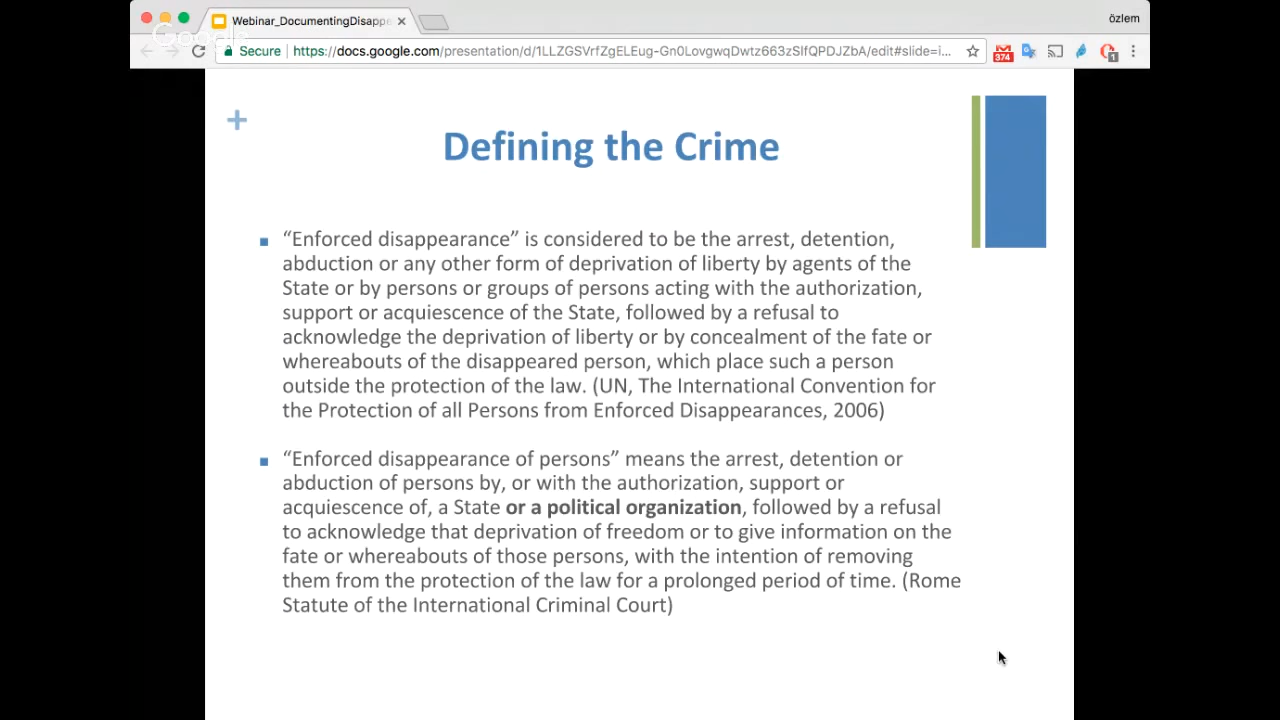 Webinar_DocumentingDisappe
özlem
Google
Secure
https://docs.google.com/presentation/d/1LLZGSVrfZgELEug-Gn0LovgwqDwtz663zSlfQPDJZbA/edit#slide=i...
374
1
+
Defining the Crime
“Enforced disappearance” is considered to be the arrest, detention,
abduction or any other form of deprivation of liberty by agents of the
State or by persons or groups of persons acting with the authorization,
support or acquiescence of the State, followed by a refusal to
acknowledge the deprivation of liberty or by concealment of the fate or
whereabouts of the disappeared person, which place such a person
outside the protection of the law. (UN, The International Convention for
the Protection of all Persons from Enforced Disappearances, 2006)
“Enforced disappearance of persons” means the arrest, detention or
abduction of persons by, or with the authorization, support or
acquiescence of, a State or a political organization, followed by a refusal
to acknowledge that deprivation of freedom or to give information on the
fate or whereabouts of those persons, with the intention of removing
them from the protection of the law for a prolonged period of time. (Rome
Statute of the International Criminal Court)